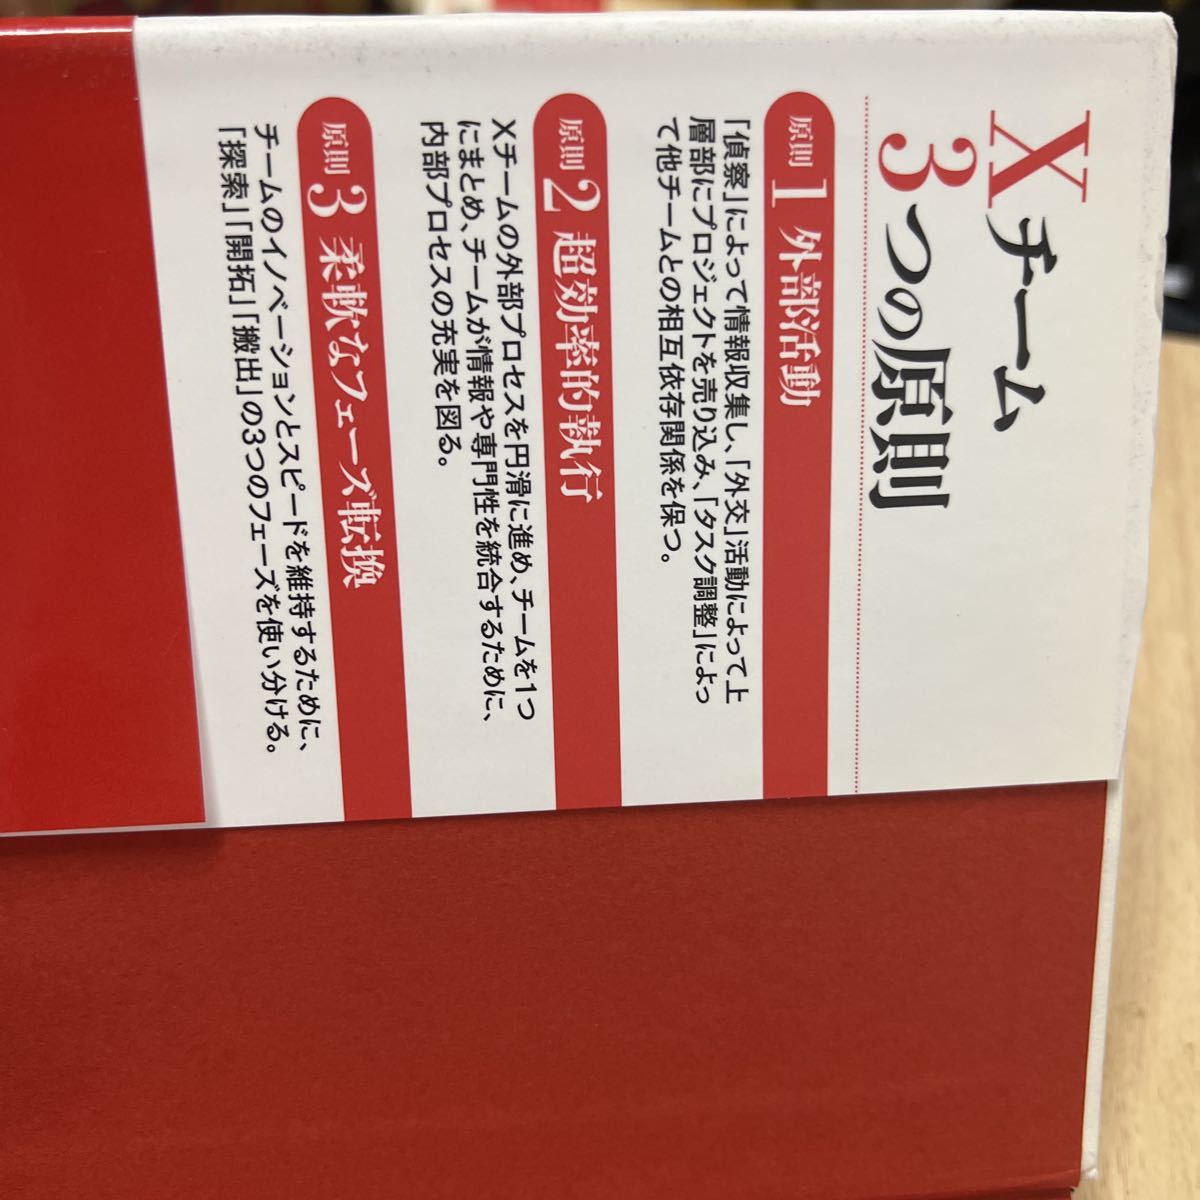 Xチーム
3つの原則
原則1 外部活動
「偵察」によって情報収集し、「外交」活動によって上
層部にプロジェクトを売り込み、「タスク調整」によっ
て他チームとの相互依存関係を保つ。
原則2 超効率的執行
Xチームの外部プロセスを円滑に進め、チームを1つ
にまとめ、チームが情報や専門性を統合するために、
内部プロセスの充実を図る。
原則3 柔軟なフェーズ転換
チームのイノベーションとスピードを維持するために、
「探索」「開拓」「搬出」の3つのフェーズを使い分ける。